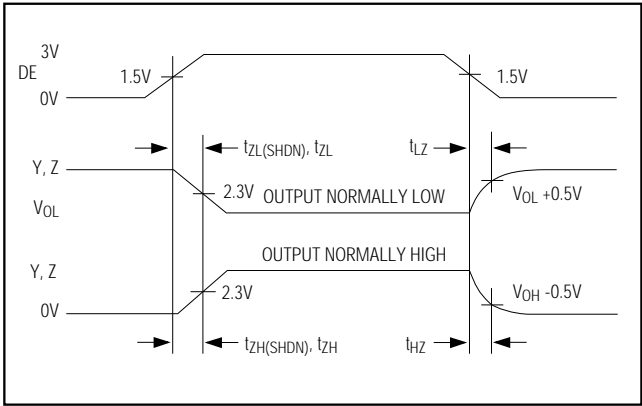 3V
DE
1.5V
1.5V
0V
tZL(SHDN), tZL
tLZ
Y, Z
2.3V
OUTPUT NORMALLY LOW
VOL +0.5V
VOL
OUTPUT NORMALLY HIGH
Y, Z
2.3V
VOH -0.5V
0V
tZH(SHDN), tZH
tHZ